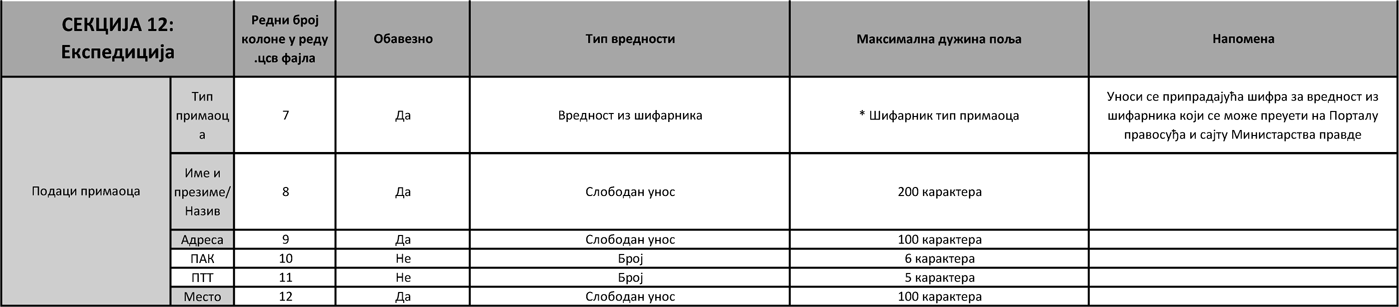 СЕКЦИЈА 12:
Експедиција
Редни број
колоне у реду
.цсв фајла
Обавезно
Тип вредности
Максимална дужина поља
Напомена
Подаци примаоца
Тип
примаоц
а
7
Да
Вредност из шифарника
* Шифарник тип примаоца
Уноси се припрадајућа шифра за вредност из
шифарника који се може преуети на Порталу
правосуђа и сајту Министарства правде
Име и
презиме/
Назив
8
Да
Слободан унос
200 карактера
Адреса
9
Да
Слободан унос
100 карактера
ПАК
10
Не
Број
6 карактера
ПТТ
11
Не
Број
5 карактера
Место
12
Да
Слободан унос
100 карактера